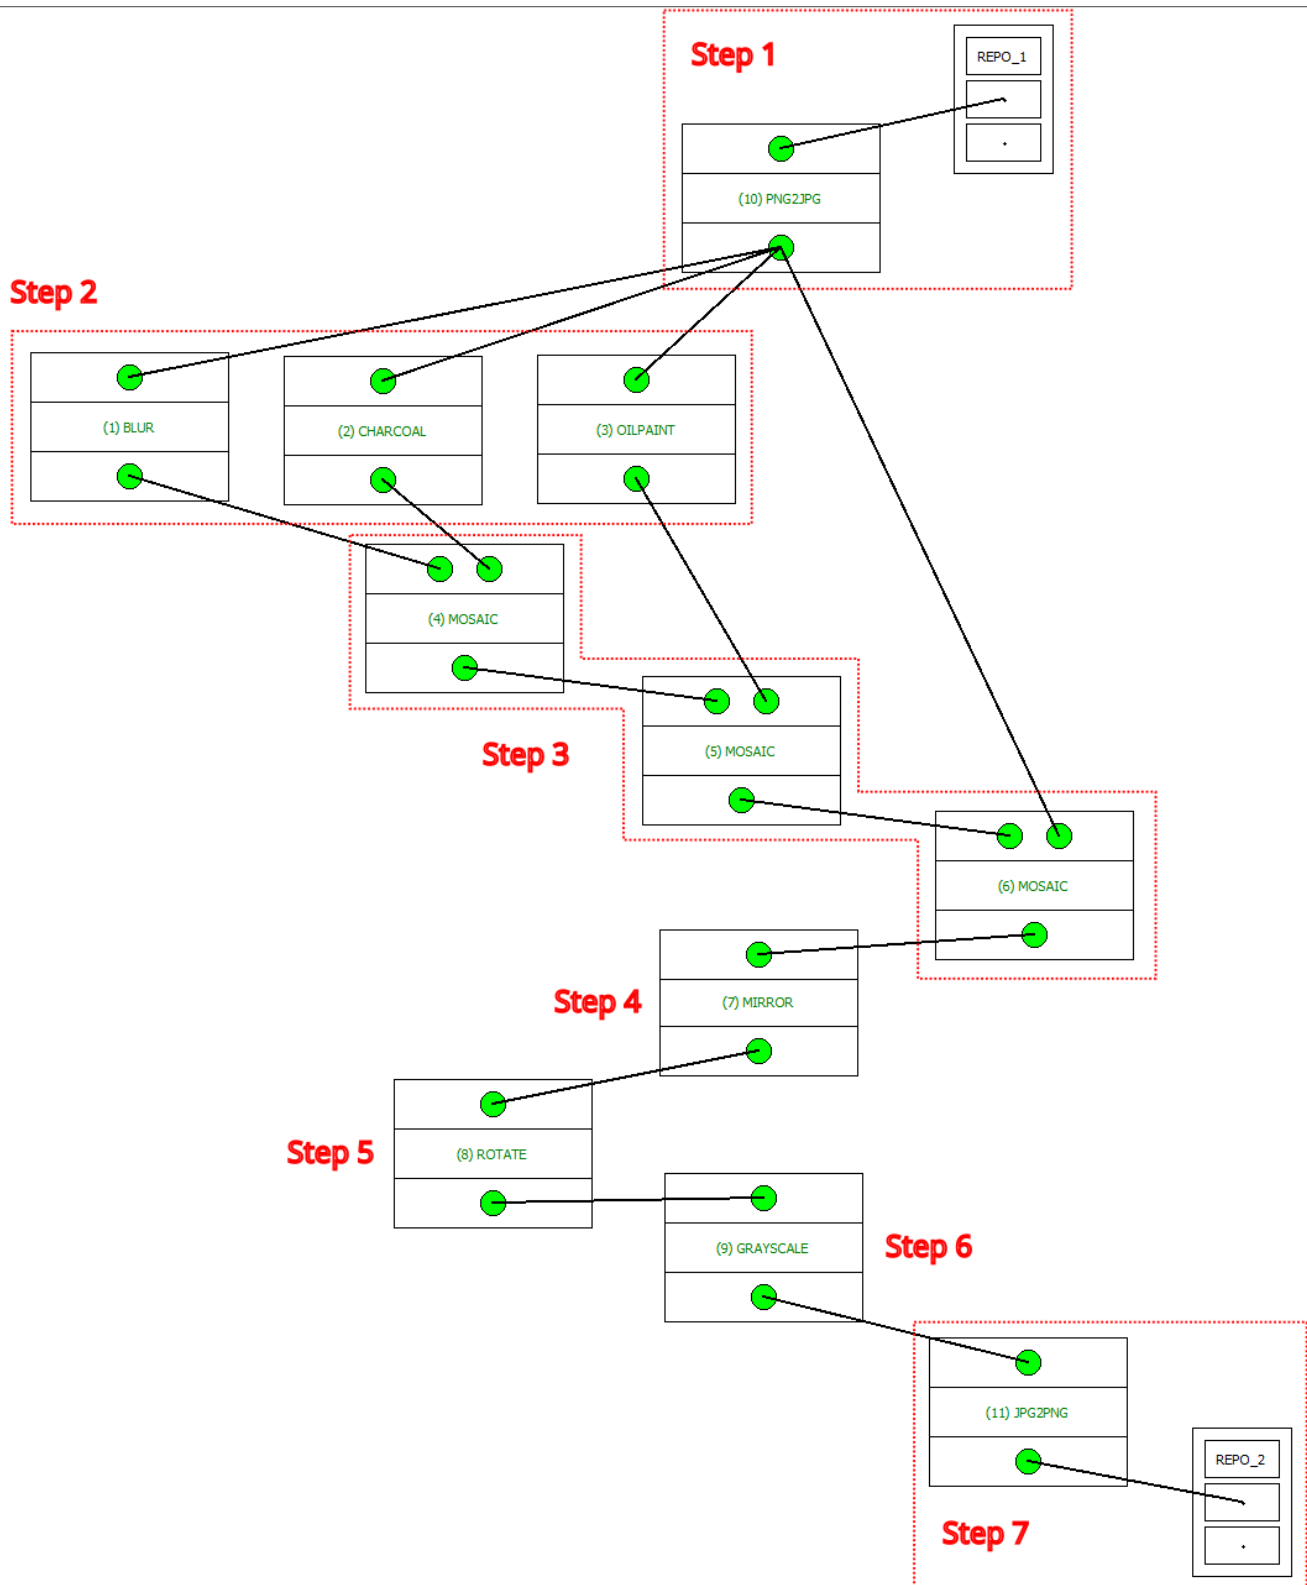 Step 1
REPO_1
(10) PNG2JPG
Step 2
(1) BLUR
(2) CHARCOAL
(3) OILPAINT
(4) MOSAIC
Step 3
(5) MOSAIC
(6) MOSAIC
Step 4
(7) MIRROR
Step 5
(8) ROTATE
(9) GRAYSCALE
Step 6
(11) JPG2PNG
REPO_2
Step 7